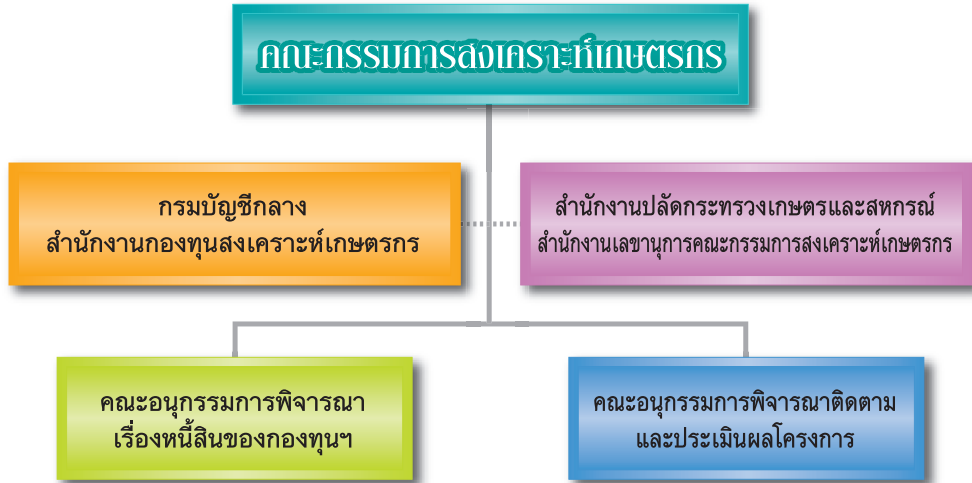 คณะกรรมการสงเคราะห์เกษตรกร
กรมบัญชีกลาง
สำนักงานกองทุนสงเคราะห์เกษตรกร
สำนักงานปลัดกระทรวงเกษตรและสหกรณ์
สำนักงานเลขานุการคณะกรรมการสงเคราะห์เกษตรกร
คณะอนุกรรมการพิจารณา
เรื่องหนี้สินของกองทุนฯ
คณะอนุกรรมการพิจารณาติดตาม
และประเมินผลโครงการ